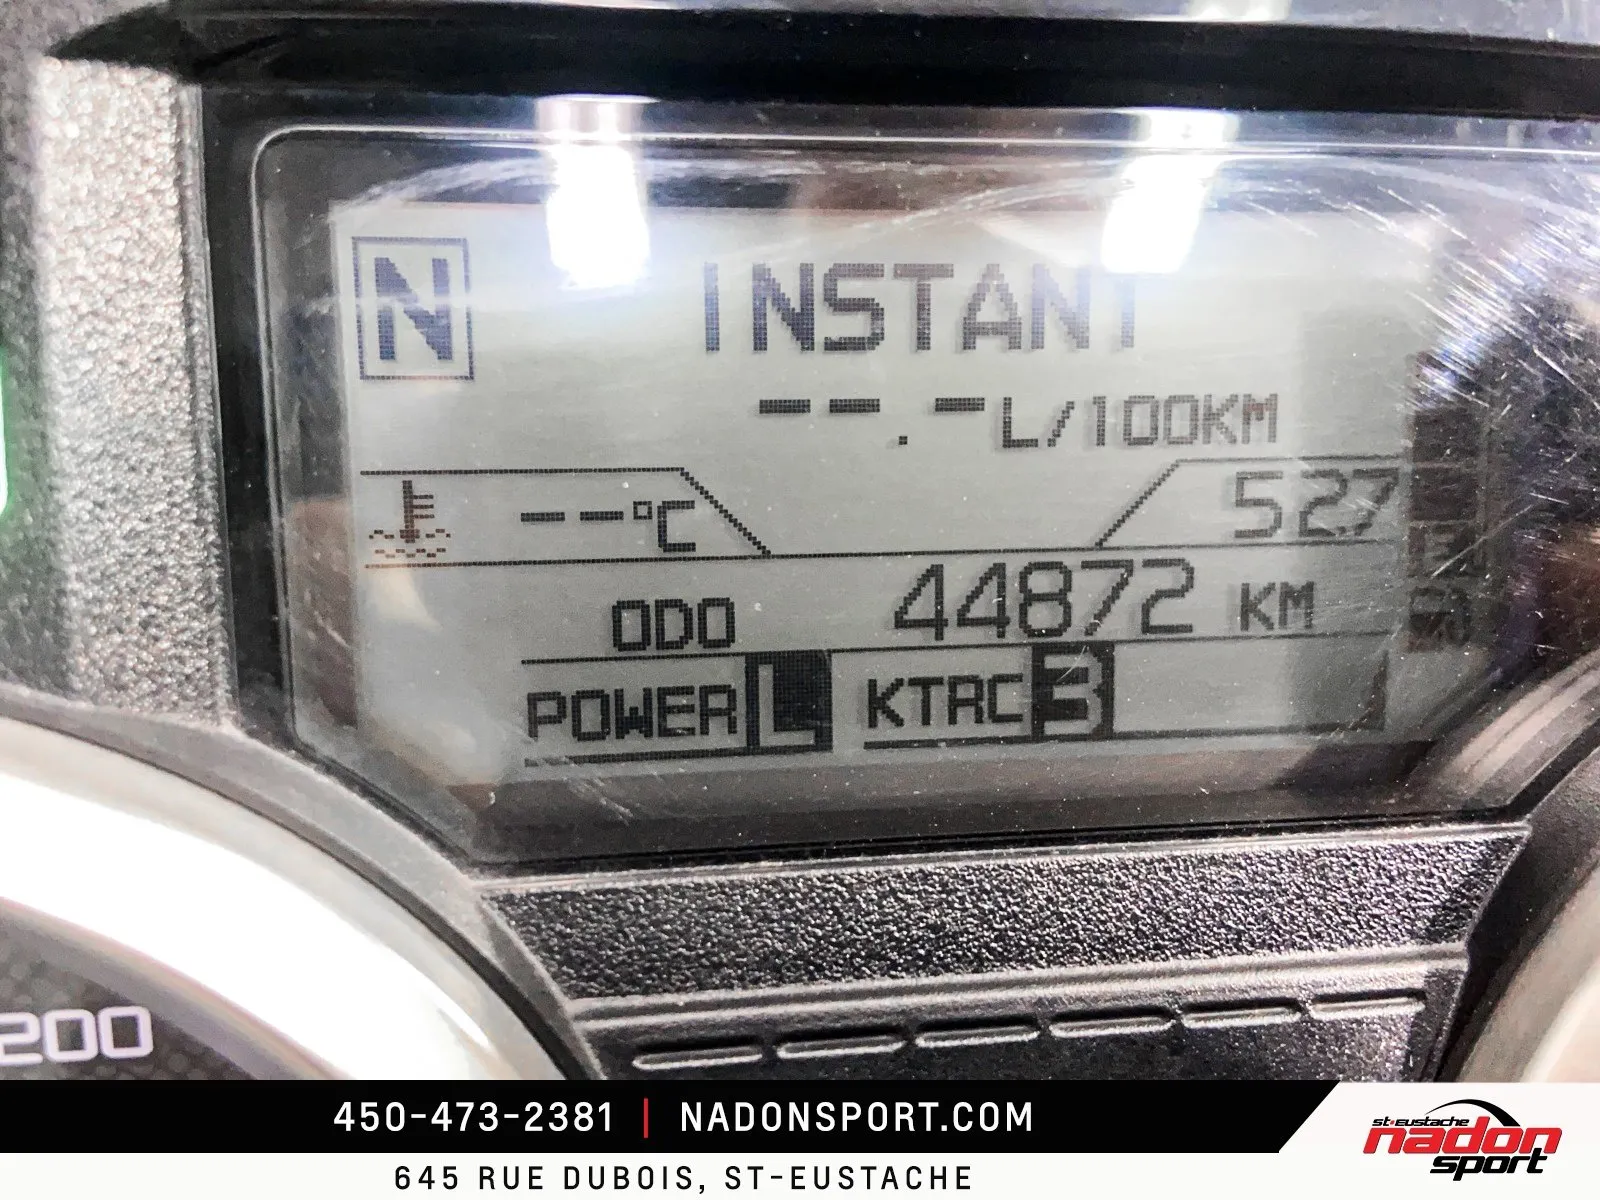 N
INSTANT
--.-L/100KM
--°C
527
ODO 44872 KM
POWER L KTRC 3
200
450-473-2381 | NADONSPORT.COM
645 RUE DUBOIS, ST-EUSTACHE
st-eustache
nadon
sport